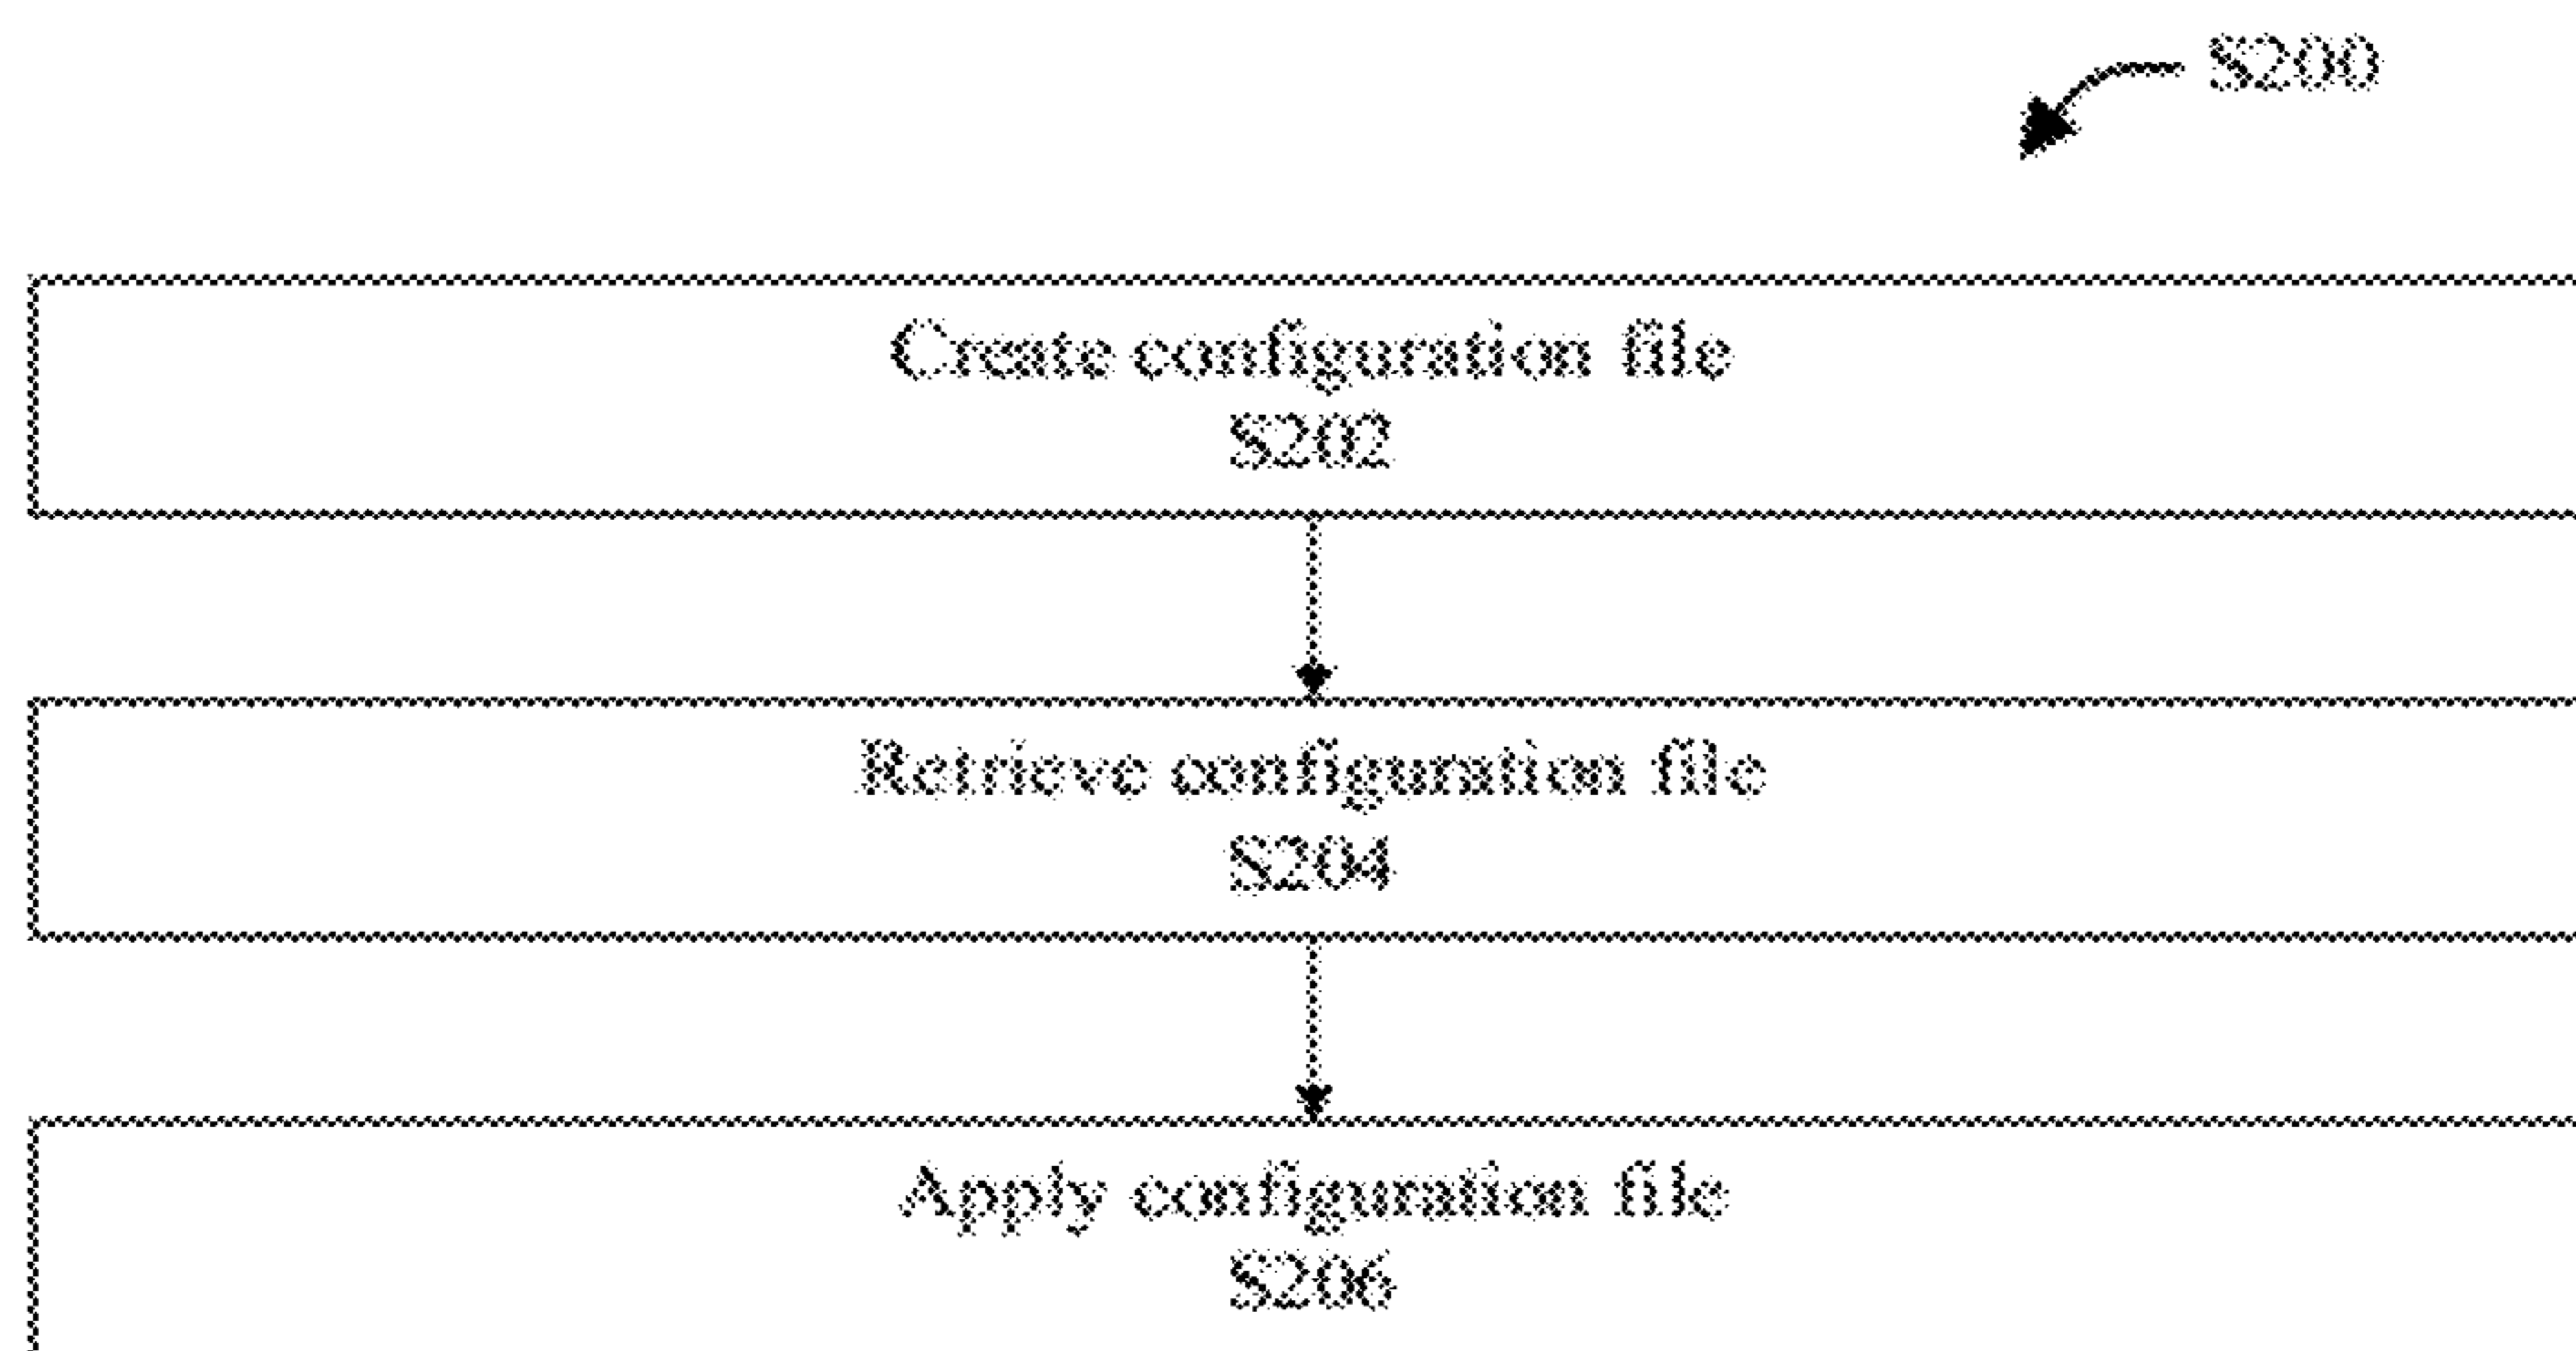 S200
Create configuration file
S202
Retrieve configuration file
S204
Apply configuration file
S206